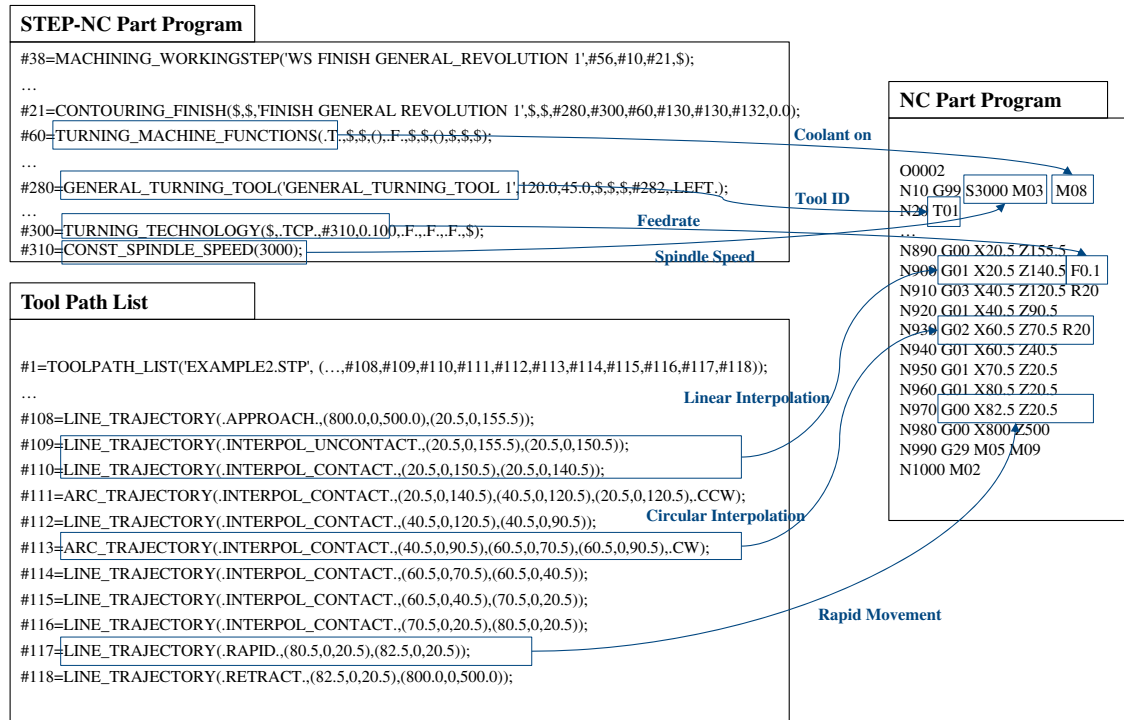 STEP-NC Part Program
#38=MACHINING_WORKINGSTEP('WS FINISH GENERAL_REVOLUTION 1',#56,#10,#21,$);
…
#21=CONTOURING_FINISH($,$,'FINISH GENERAL REVOLUTION 1',$,$,#280,#300,#60,#130,#130,#132,0.0);
#60=TURNING_MACHINE_FUNCTIONS(.T.,$,$,(),.F.,$,$,(),$,$,$);
…
#280=GENERAL_TURNING_TOOL('GENERAL_TURNING_TOOL 1',120.0,45.0,$,$,$,#282,.LEFT.);
…
#300=TURNING_TECHNOLOGY($,.TCP.,#310,0.100,.F.,.F.,.F.,$);
#310=CONST_SPINDLE_SPEED(3000);
Coolant on
Tool ID
Feedrate
Spindle Speed
Tool Path List
#1=TOOLPATH_LIST('EXAMPLE2.STP', (…,#108,#109,#110,#111,#112,#113,#114,#115,#116,#117,#118));
…
#108=LINE_TRAJECTORY(.APPROACH.,(800.0,0,500.0),(20.5,0,155.5));
#109=LINE_TRAJECTORY(.INTERPOL_UNCONTACT.,(20.5,0,155.5),(20.5,0,150.5));
#110=LINE_TRAJECTORY(.INTERPOL_CONTACT.,(20.5,0,150.5),(20.5,0,140.5));
#111=ARC_TRAJECTORY(.INTERPOL_CONTACT.,(20.5,0,140.5),(40.5,0,120.5),(20.5,0,120.5),.CCW);
#112=LINE_TRAJECTORY(.INTERPOL_CONTACT.,(40.5,0,120.5),(40.5,0,90.5));
#113=ARC_TRAJECTORY(.INTERPOL_CONTACT.,(40.5,0,90.5),(60.5,0,70.5),(60.5,0,90.5),.CW);
#114=LINE_TRAJECTORY(.INTERPOL_CONTACT.,(60.5,0,70.5),(60.5,0,40.5));
#115=LINE_TRAJECTORY(.INTERPOL_CONTACT.,(60.5,0,40.5),(70.5,0,20.5));
#116=LINE_TRAJECTORY(.INTERPOL_CONTACT.,(70.5,0,20.5),(80.5,0,20.5));
#117=LINE_TRAJECTORY(.RAPID.,(80.5,0,20.5),(82.5,0,20.5));
#118=LINE_TRAJECTORY(.RETRACT.,(82.5,0,20.5),(800.0,0,500.0));
Linear Interpolation
Circular Interpolation
Rapid Movement
NC Part Program
O0002
N10 G99 S3000 M03 M08
N20 T01
…
N890 G00 X20.5 Z155.5
N900 G01 X20.5 Z140.5 F0.1
N910 G03 X40.5 Z120.5 R20
N920 G01 X40.5 Z90.5
N930 G02 X60.5 Z70.5 R20
N940 G01 X60.5 Z40.5
N950 G01 X70.5 Z20.5
N960 G01 X80.5 Z20.5
N970 G00 X82.5 Z20.5
N980 G00 X800 Z500
N990 G29 M05 M09
N1000 M02